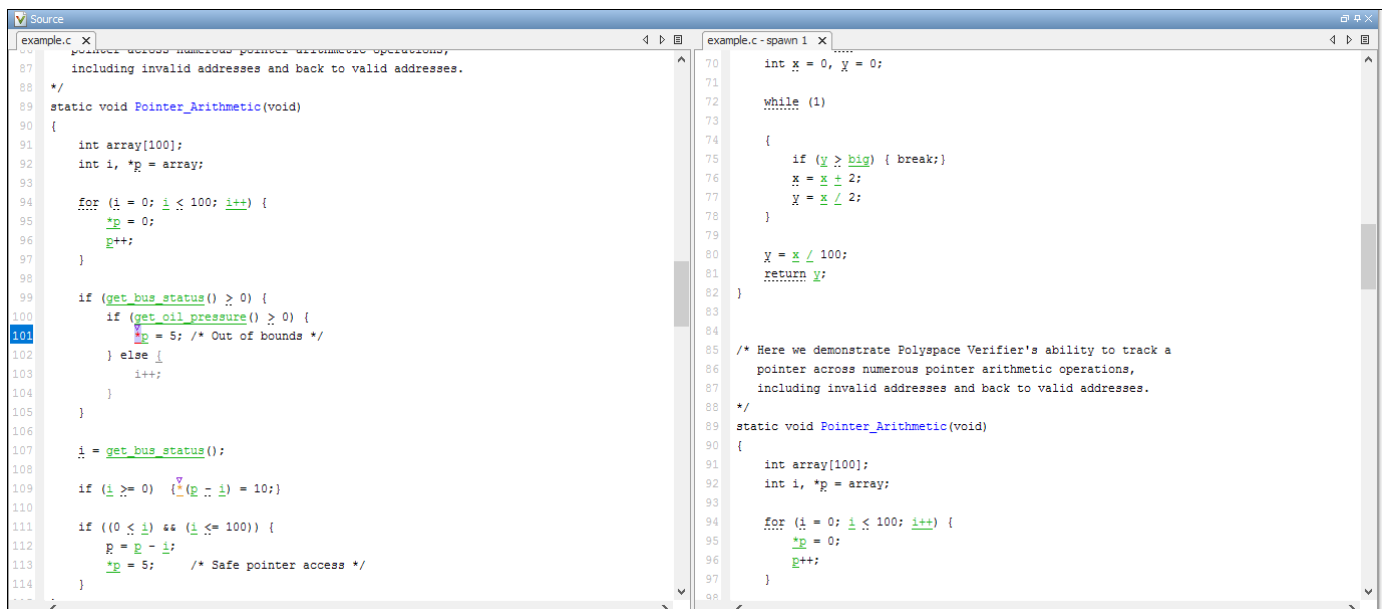 Source
example.c
86 pointer across numerous pointer arithmetic operations,
87 including invalid addresses and back to valid addresses.
88 */
89 static void Pointer_Arithmetic(void)
90 {
91 int array[100];
92 int i, *p = array;
93
94 for (i = 0; i < 100; i++) {
95 *p = 0;
96 p++;
97 }
98
99 if (get_bus_status() > 0) {
100 if (get_oil_pressure() > 0) {
101 *p = 5; /* Out of bounds */
102 } else {
103 i++;
104 }
105 }
106
107 i = get_bus_status();
108
109 if (i >= 0) {*(p - i) = 10;}
110
111 if ((0 < i) && (i <= 100)) {
112 p = p - i;
113 *p = 5; /* Safe pointer access */
114 }
example.c - spawn 1
70 int x = 0, y = 0;
71
72 while (1)
73
74 {
75 if (y > big) { break;}
76 x = x + 2;
77 y = x / 2;
78 }
79
80 y = x / 100;
81 return y;
82 }
83
84
85 /* Here we demonstrate Polyspace Verifier's ability to track a
86 pointer across numerous pointer arithmetic operations,
87 including invalid addresses and back to valid addresses.
88 */
89 static void Pointer_Arithmetic(void)
90 {
91 int array[100];
92 int i, *p = array;
93
94 for (i = 0; i < 100; i++) {
95 *p = 0;
96 p++;
97 }
98